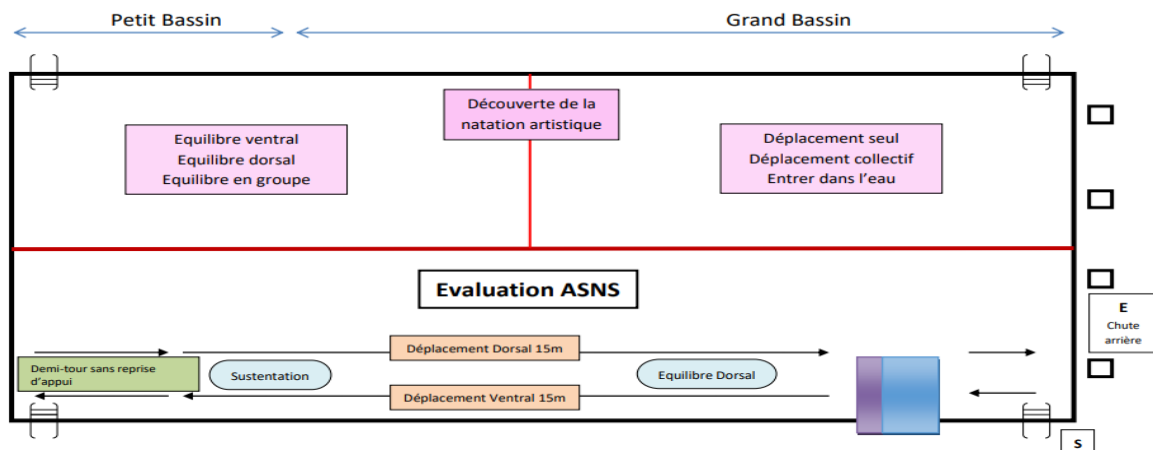 Petit Bassin
Grand Bassin
Découverte de la
natation artistique
Equilibre ventral
Equilibre dorsal
Equilibre en groupe
Déplacement seul
Déplacement collectif
Entrer dans l'eau
Evaluation ASNS
E
Chute
arrière
Déplacement Dorsal 15m
Demi-tour sans reprise
d'appui
Sustentation
Equilibre Dorsal
Déplacement Ventral 15m
S